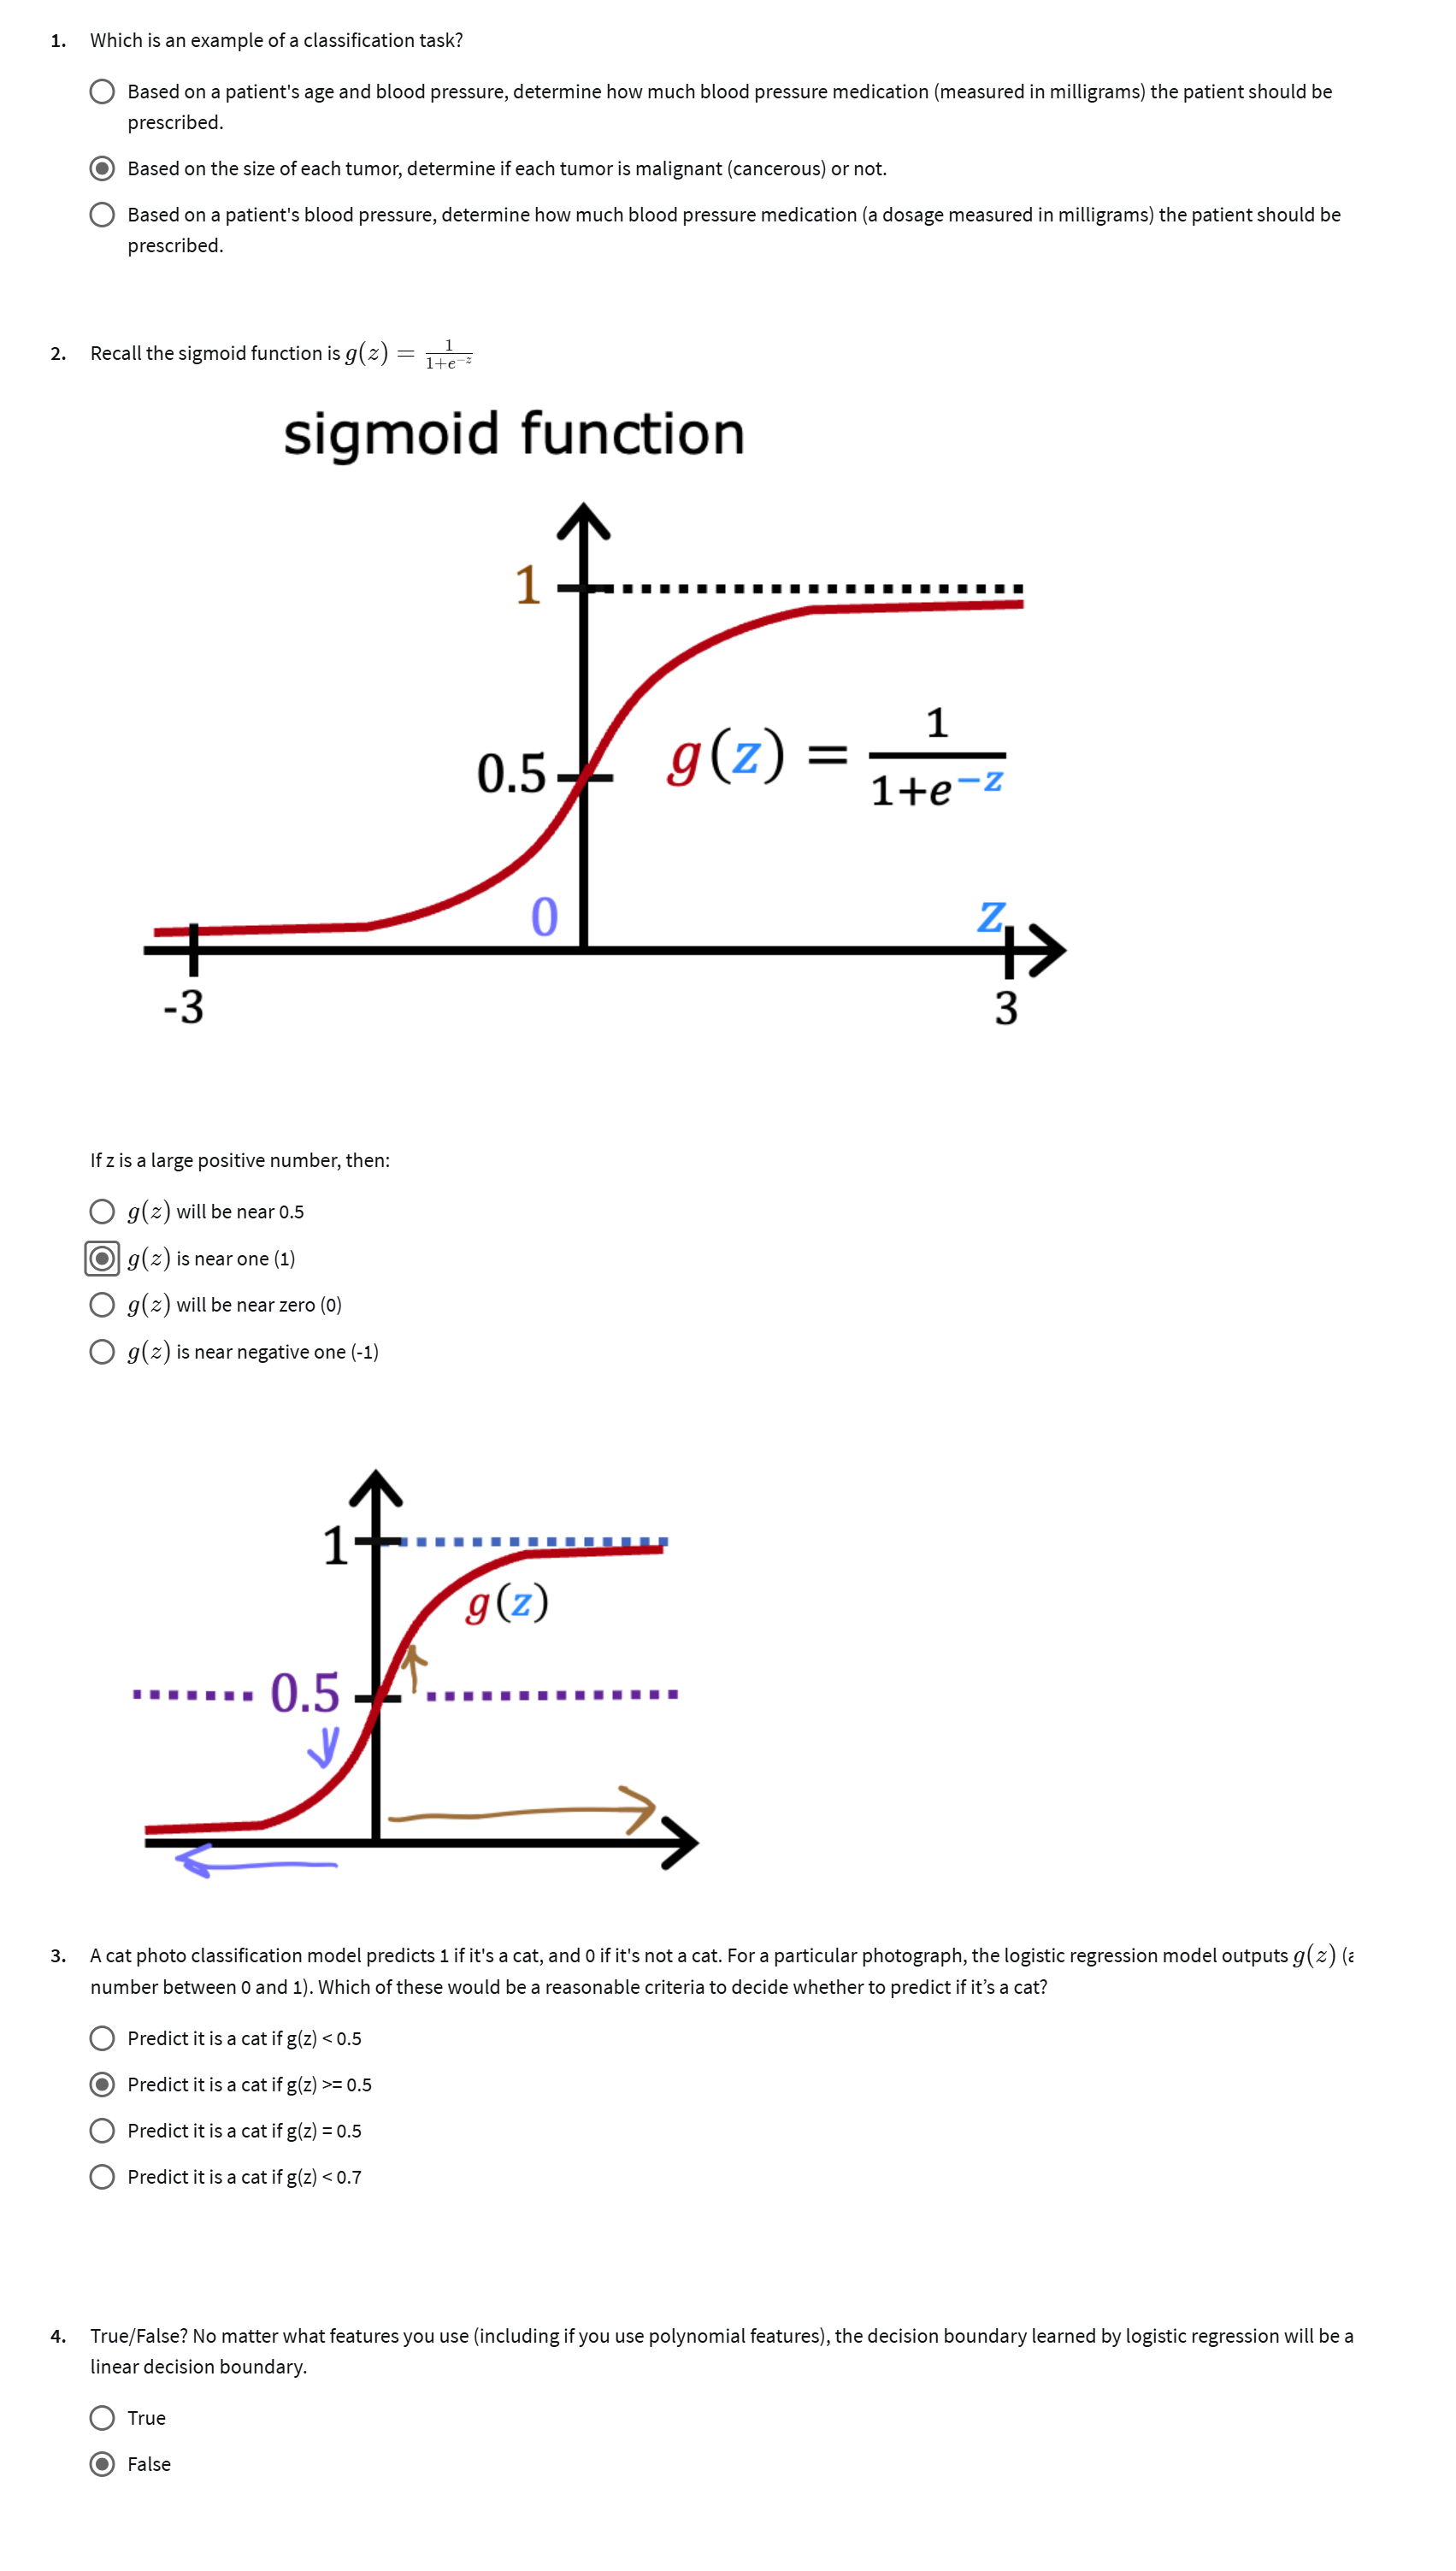 1. Which is an example of a classification task?
Based on a patient's age and blood pressure, determine how much blood pressure medication (measured in milligrams) the patient should be
prescribed.
Based on the size of each tumor, determine if each tumor is malignant (cancerous) or not.
Based on a patient's blood pressure, determine how much blood pressure medication (a dosage measured in milligrams) the patient should be
prescribed.
2. Recall the sigmoid function is g(z) = 1/(1+e^−z)
sigmoid function
1
0.5
g(z) = 1/(1+e^−z)
0
z
-3
3
If z is a large positive number, then:
g(z) will be near 0.5
g(z) is near one (1)
g(z) will be near zero (0)
g(z) is near negative one (-1)
1
g(z)
0.5
3. A cat photo classification model predicts 1 if it's a cat, and 0 if it's not a cat. For a particular photograph, the logistic regression model outputs g(z) (
number between 0 and 1). Which of these would be a reasonable criteria to decide whether to predict if it’s a cat?
Predict it is a cat if g(z) < 0.5
Predict it is a cat if g(z) >= 0.5
Predict it is a cat if g(z) = 0.5
Predict it is a cat if g(z) < 0.7
4. True/False? No matter what features you use (including if you use polynomial features), the decision boundary learned by logistic regression will be a
linear decision boundary.
True
False